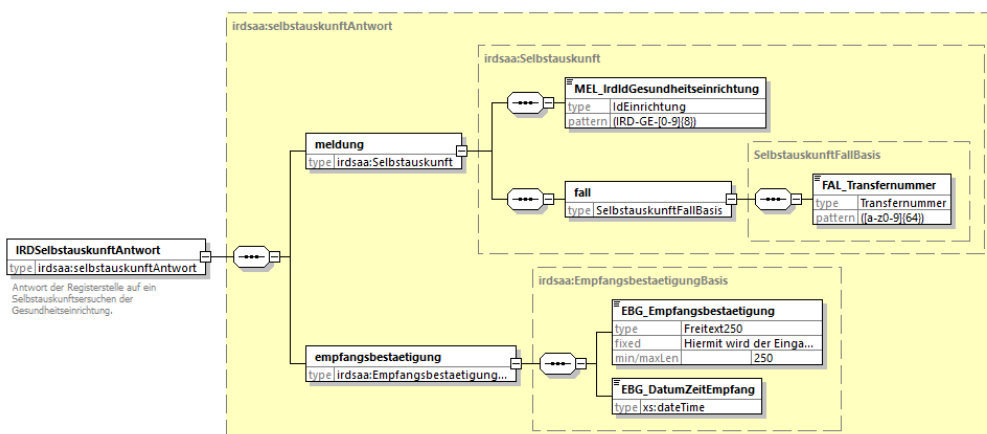 irdsaa:selbstauskunftAntwort
irdsaa:Selbstauskunft
MEL_IrdIdGesundheitseinrichtung
type IdEinrichtung
pattern (IRD-GE-[0-9]{8})
meldung
type irdsaa:Selbstauskunft
SelbstauskunftFallBasis
FAL_Transfernummer
type Transfernummer
pattern ([a-z0-9]{64})
fall
type SelbstauskunftFallBasis
IRDSelbstauskunftAntwort
type irdsaa:selbstauskunftAntwort
Antwort der Registerstelle auf ein
Selbstauskunftsersuchen der
Gesundheitseinrichtung.
irdsaa:EmpfangsbestaetigungBasis
EBG_Empfangsbestaetigung
type Freitext250
fixed Hiermit wird der Einga...
min/maxLen 250
empfangsbestaetigung
type irdsaa:Empfangsbestaetigung...
EBG_DatumZeitEmpfang
type xs:dateTime